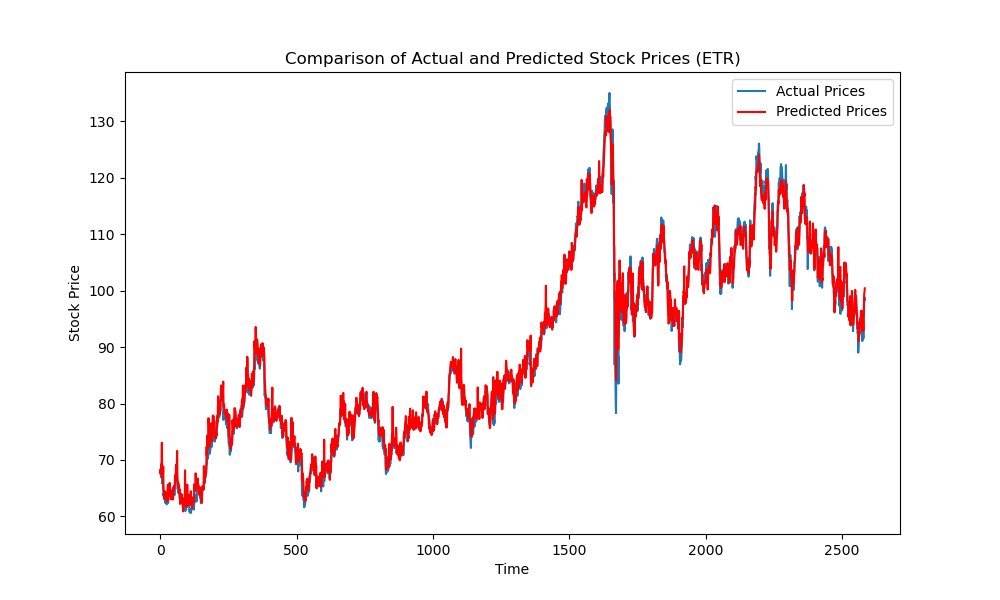 Comparison of Actual and Predicted Stock Prices (ETR)
Actual Prices
Predicted Prices
Stock Price
130
120
110
100
90
80
70
60
0 500 1000 1500 2000 2500
Time